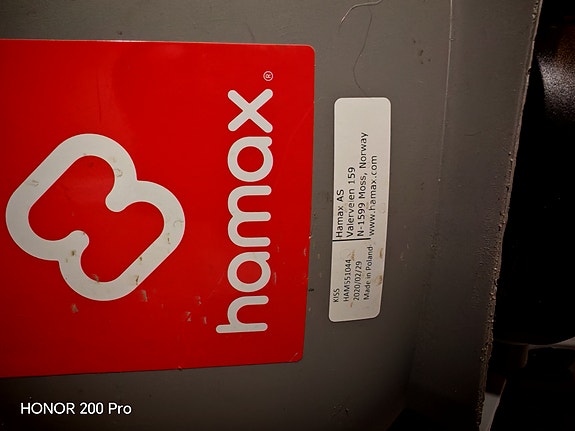 hamax®
Hamax AS
Valerveien 159
N-1599 Moss, Norway
www.hamax.com
KISS
HAM551044
2020/02/29
Made in Poland
HONOR 200 Pro